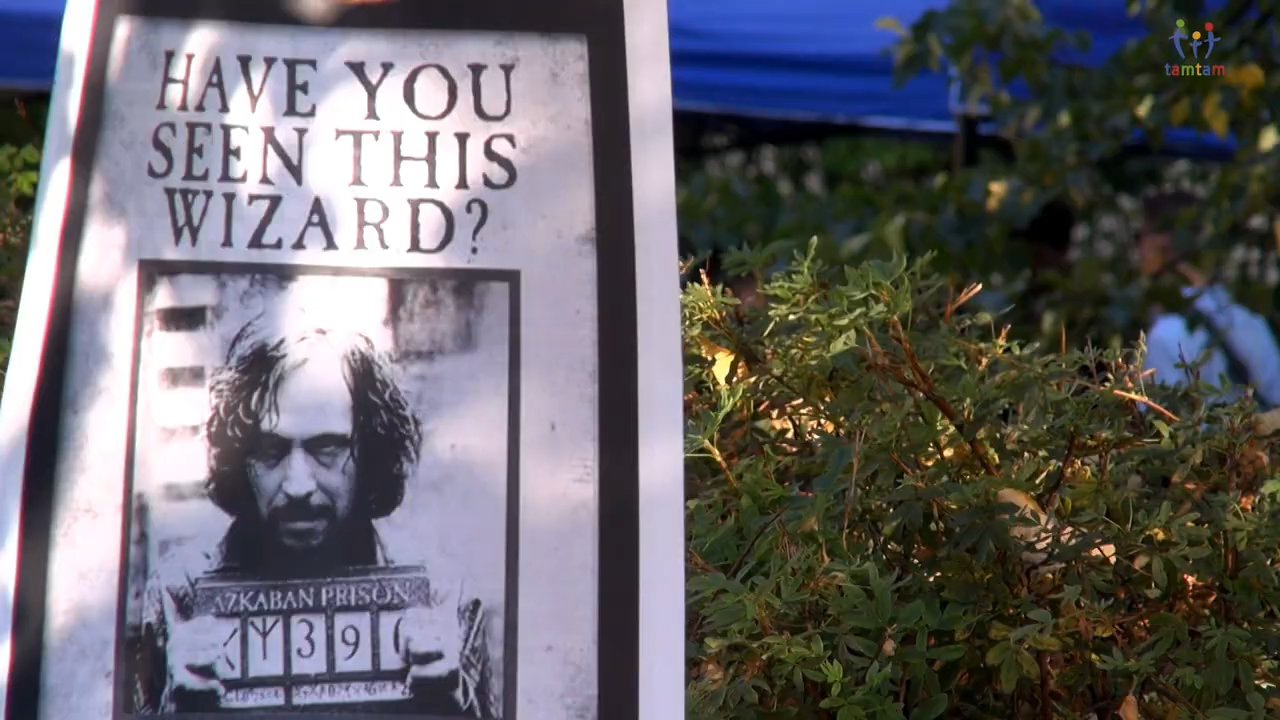 HAVE YOU
SEEN THIS
WIZARD?
AZKABAN PRISON
390
tamtam